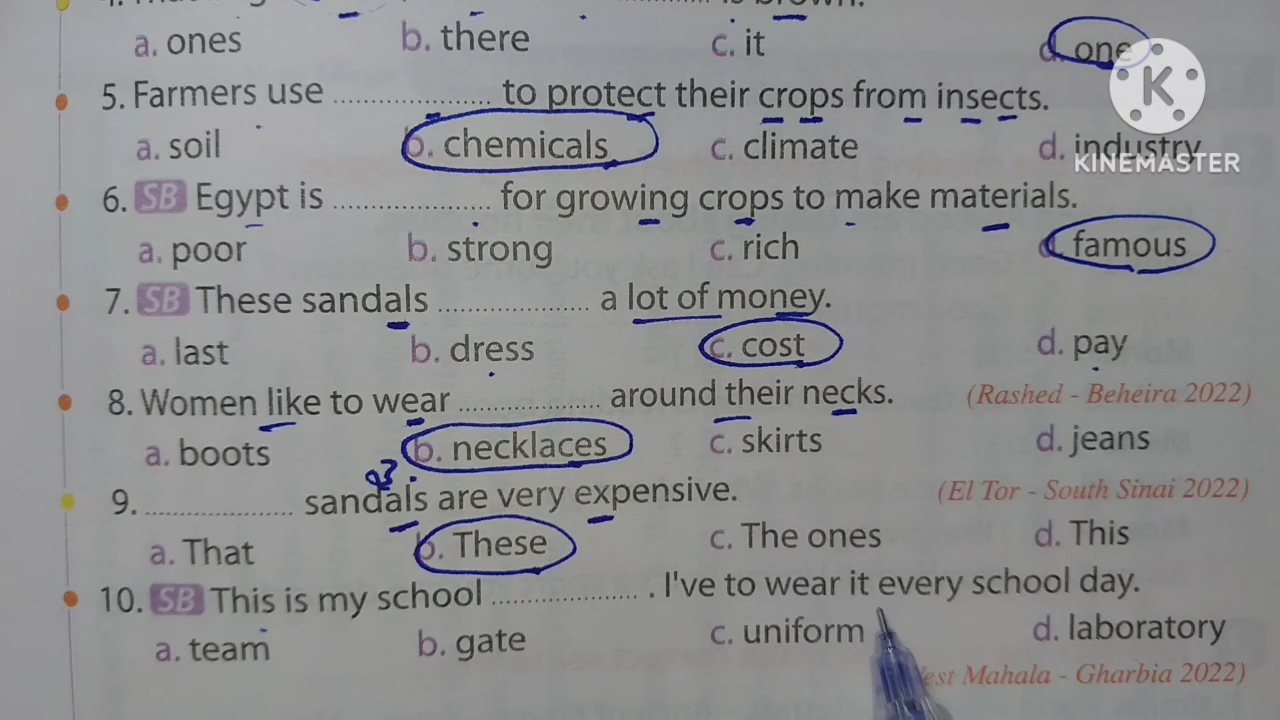 is brown.
a. ones b. there c. it d. one
5. Farmers use .................... to protect their crops from insects.
a. soil b. chemicals c. climate d. industry
KINEMASTER
6. SB Egypt is .................... for growing crops to make materials.
a. poor b. strong c. rich d. famous
7. SB These sandals .................... a lot of money.
a. last b. dress c. cost d. pay
8. Women like to wear .................... around their necks. (Rashed - Beheira 2022)
a. boots b. necklaces c. skirts d. jeans
9. .................... sandals are very expensive. (El Tor - South Sinai 2022)
a. That b. These c. The ones d. This
10. SB This is my school .................... . I've to wear it every school day.
a. team b. gate c. uniform d. laboratory
Mahala - Gharbia 2022)